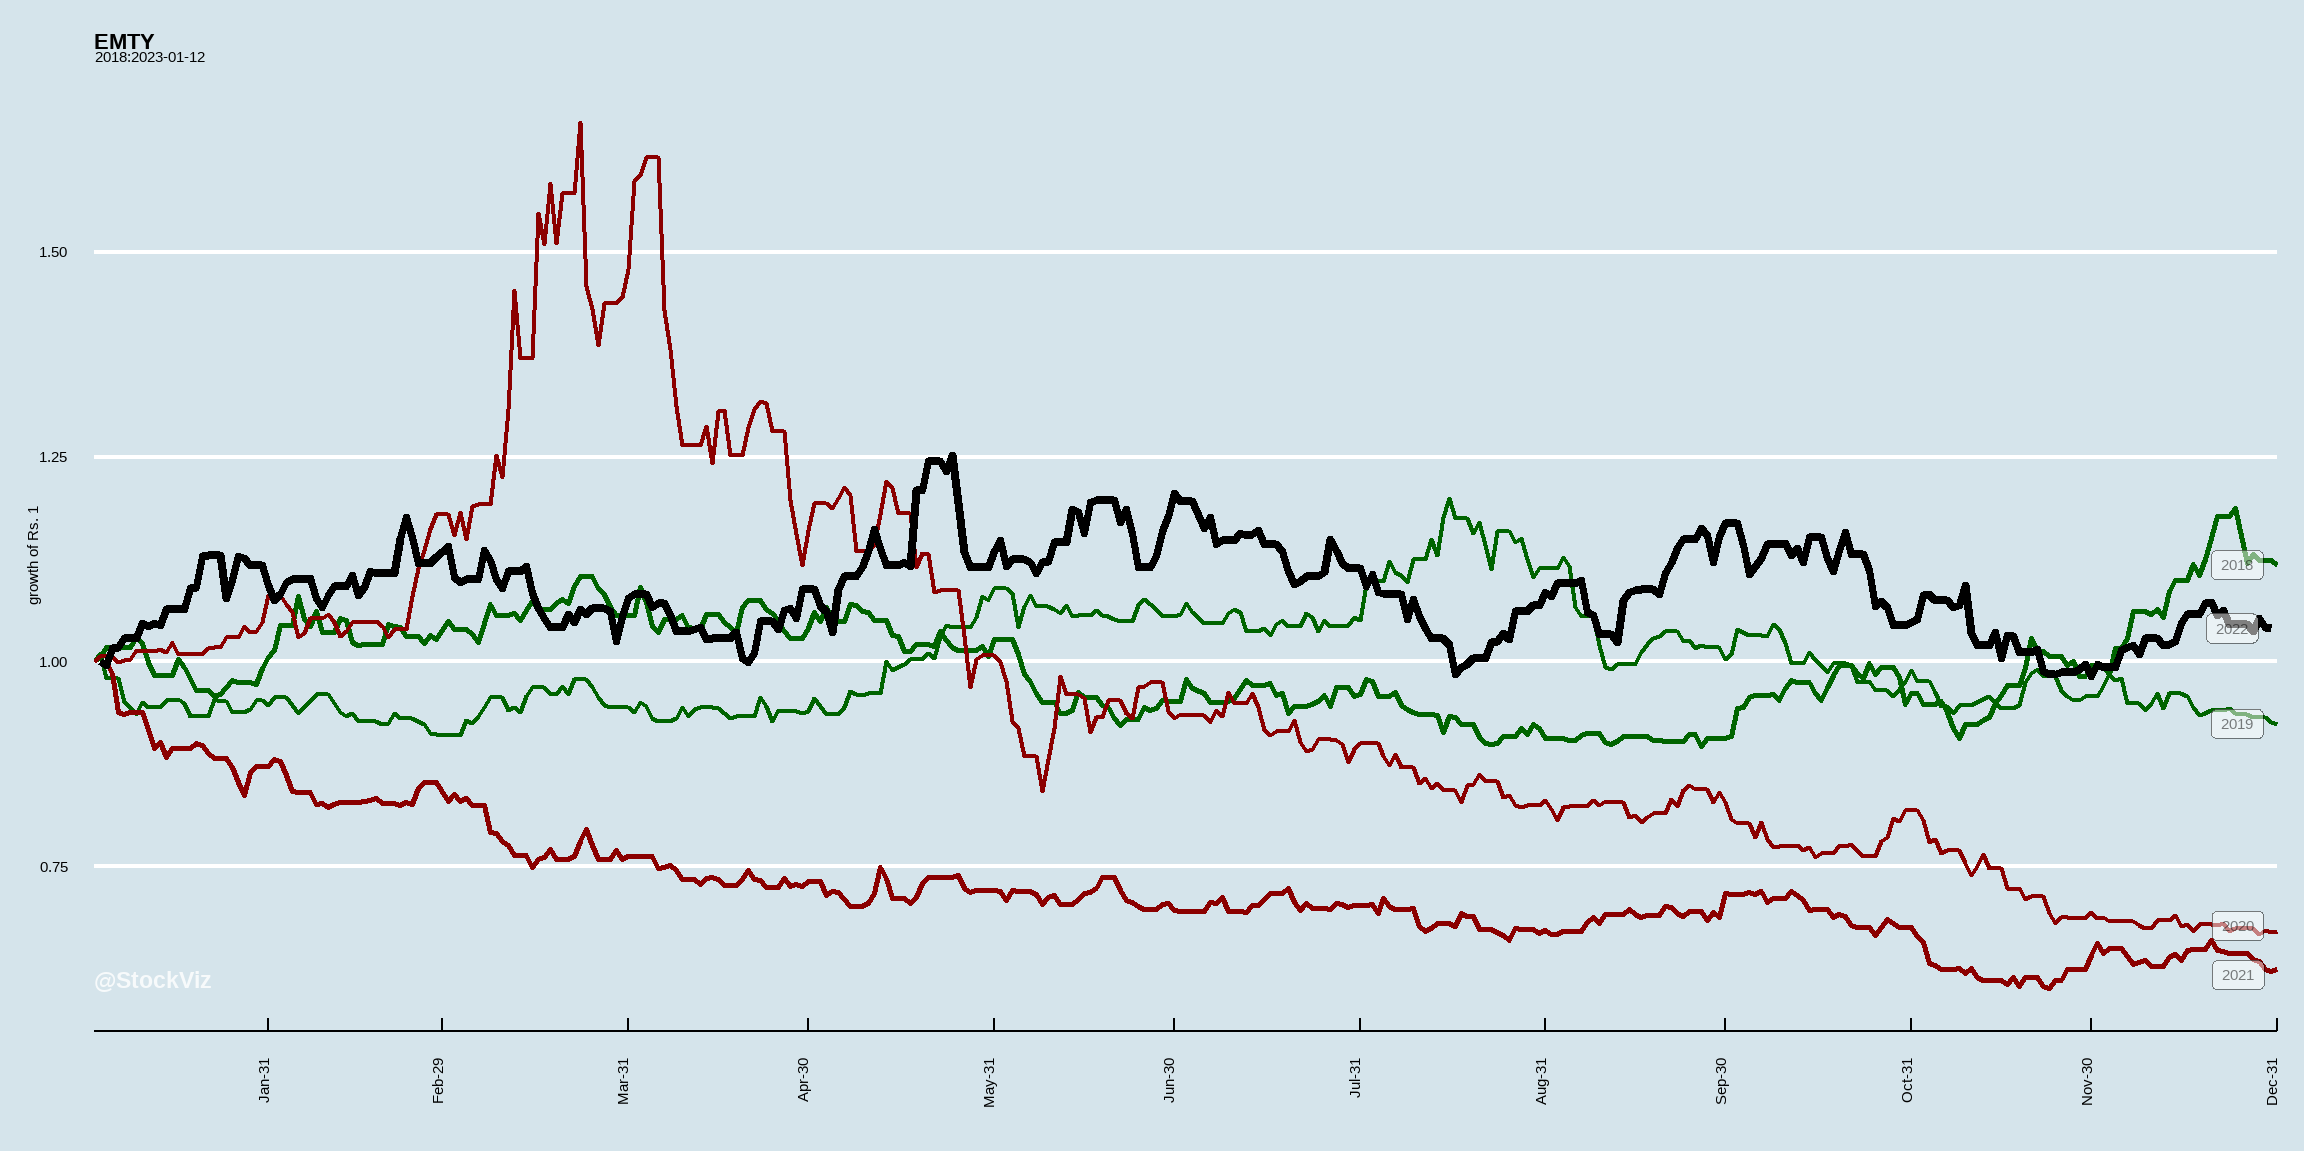 EMTY
2018:2023-01-12
growth of Rs. 1
1.50
1.25
1.00
0.75
2018
2022
2019
2020
2021
@StockViz
Jan-31
Feb-29
Mar-31
Apr-30
May-31
Jun-30
Jul-31
Aug-31
Sep-30
Oct-31
Nov-30
Dec-31